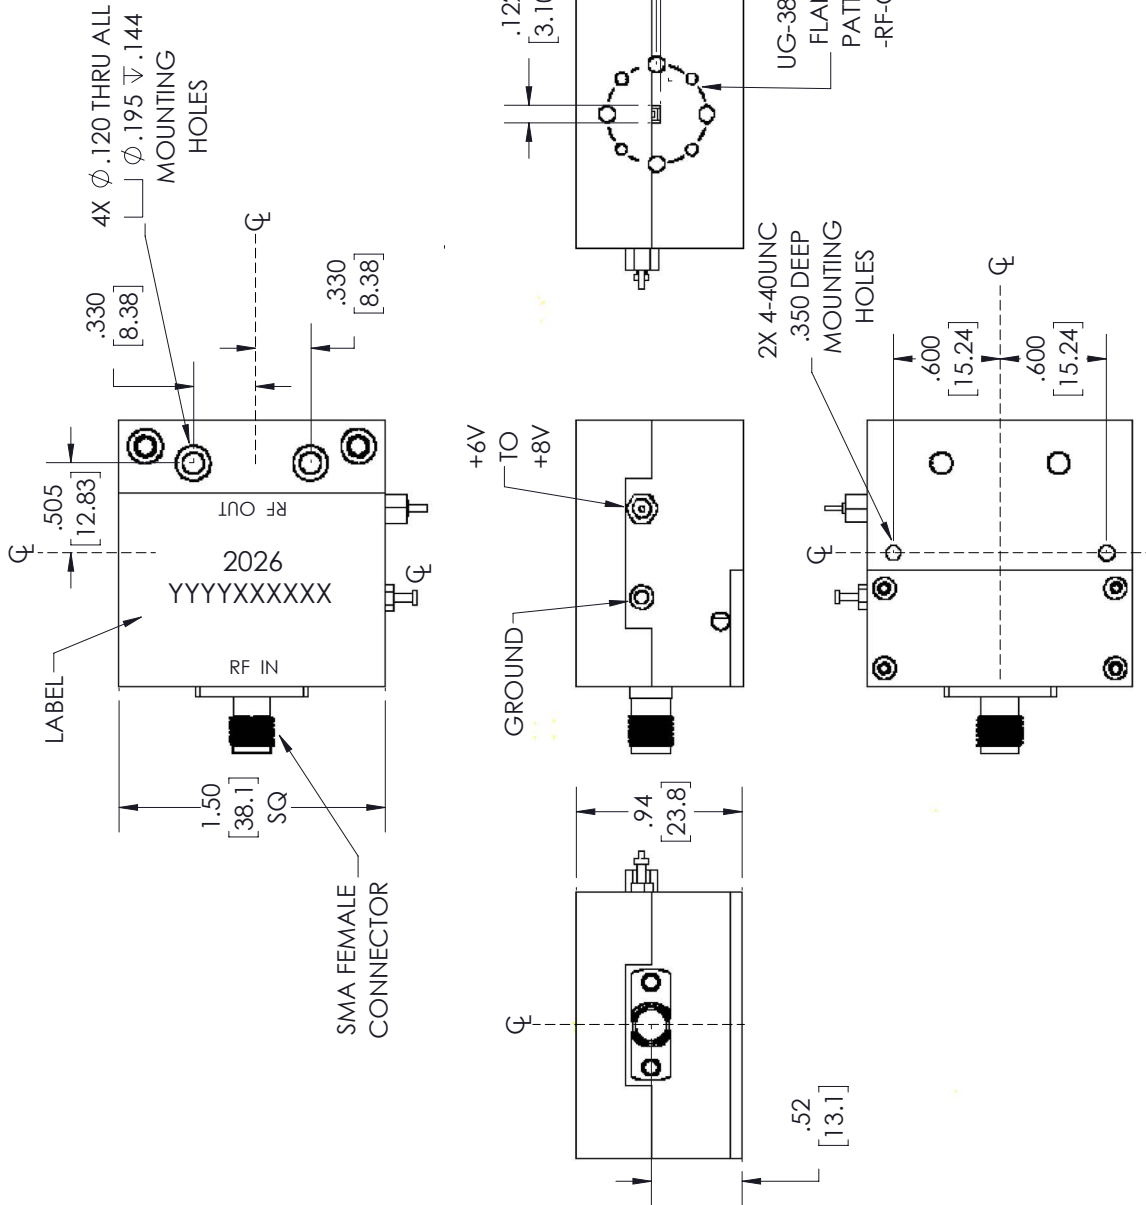 4X ⌀.120 THRU ALL
⌴ ⌀.195 ↧.144
MOUNTING
HOLES
.330
[8.38]
.330
[8.38]
℄
.505
[12.83]
℄
LABEL
RF OUT
2026
YYYYXXXXXX
RF IN
℄
1.50
[38.1]
SQ
SMA FEMALE
CONNECTOR
.94
[23.8]
℄
.52
[13.1]
+6V
TO
+8V
GROUND
2X 4-40UNC
.350 DEEP
MOUNTING
HOLES
℄
.600
[15.24]
.600
[15.24]
℄